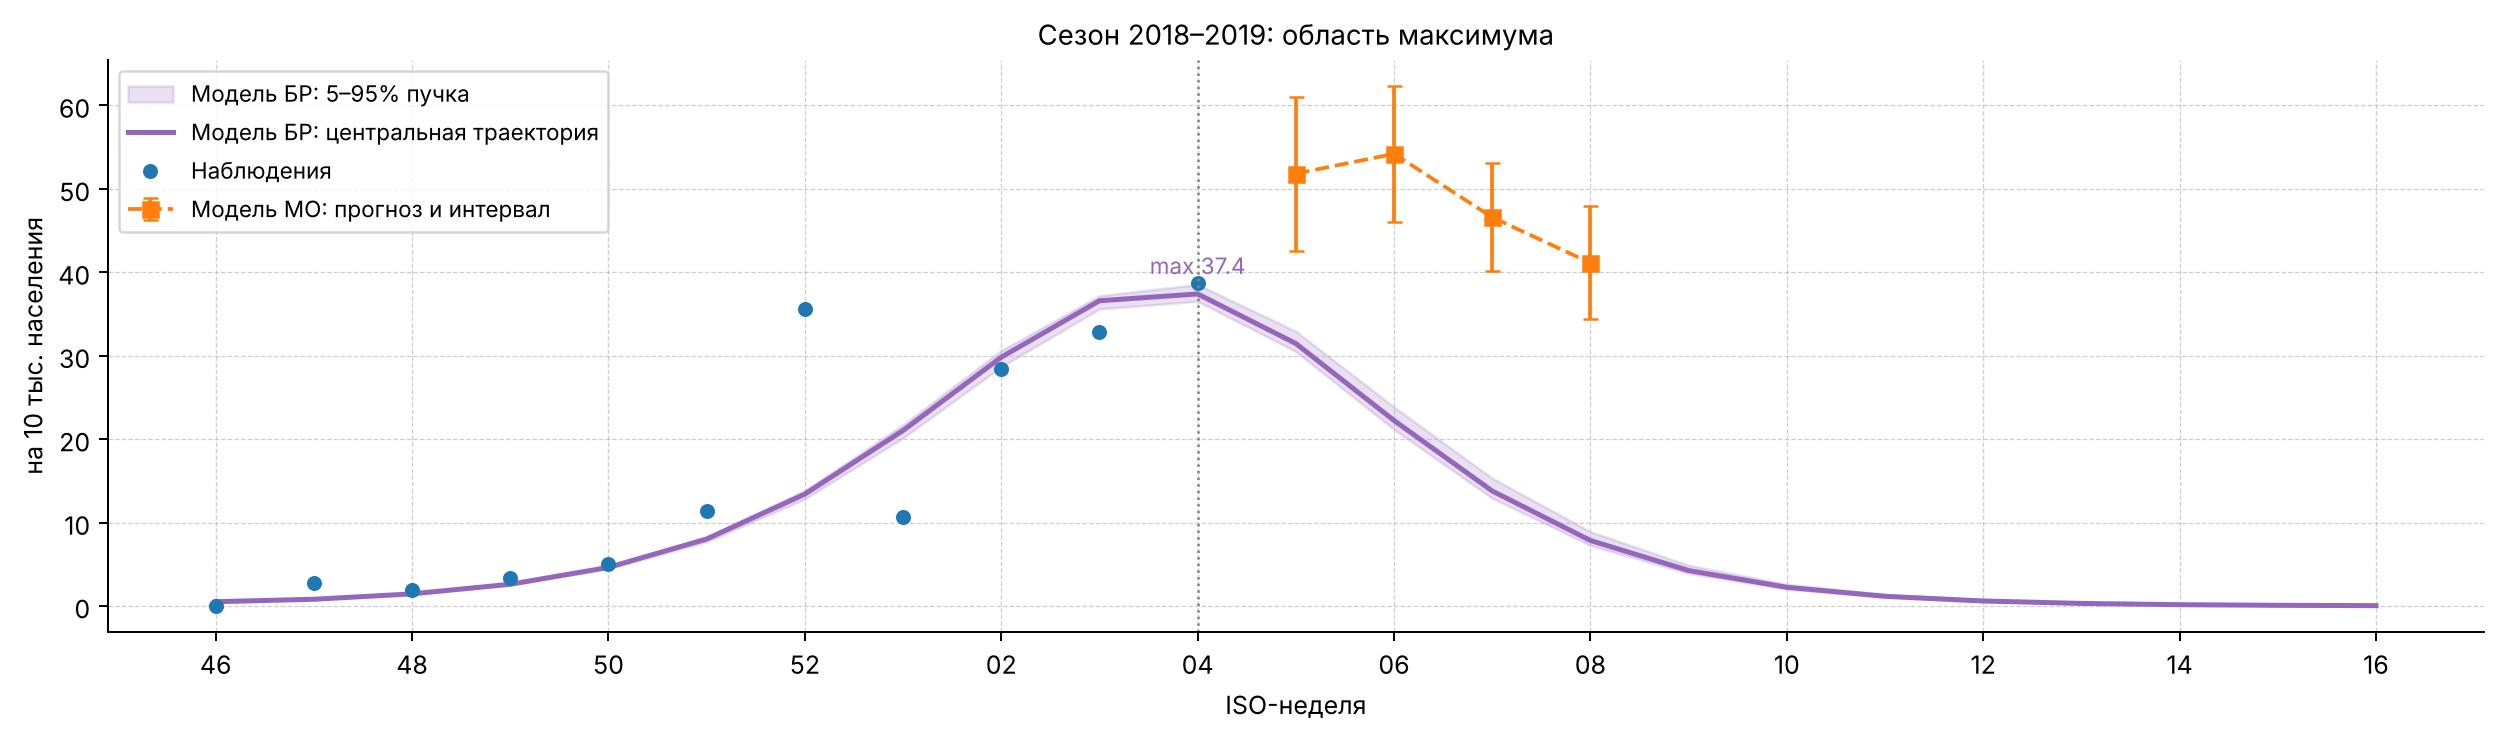 Сезон 2018–2019: область максимума
Модель БР: 5–95% пучка
Модель БР: центральная траектория
Наблюдения
Модель МО: прогноз и интервал
max 37.4
на 10 тыс. населения
60
50
40
30
20
10
0
46 48 50 52 02 04 06 08 10 12 14 16
ISO-неделя